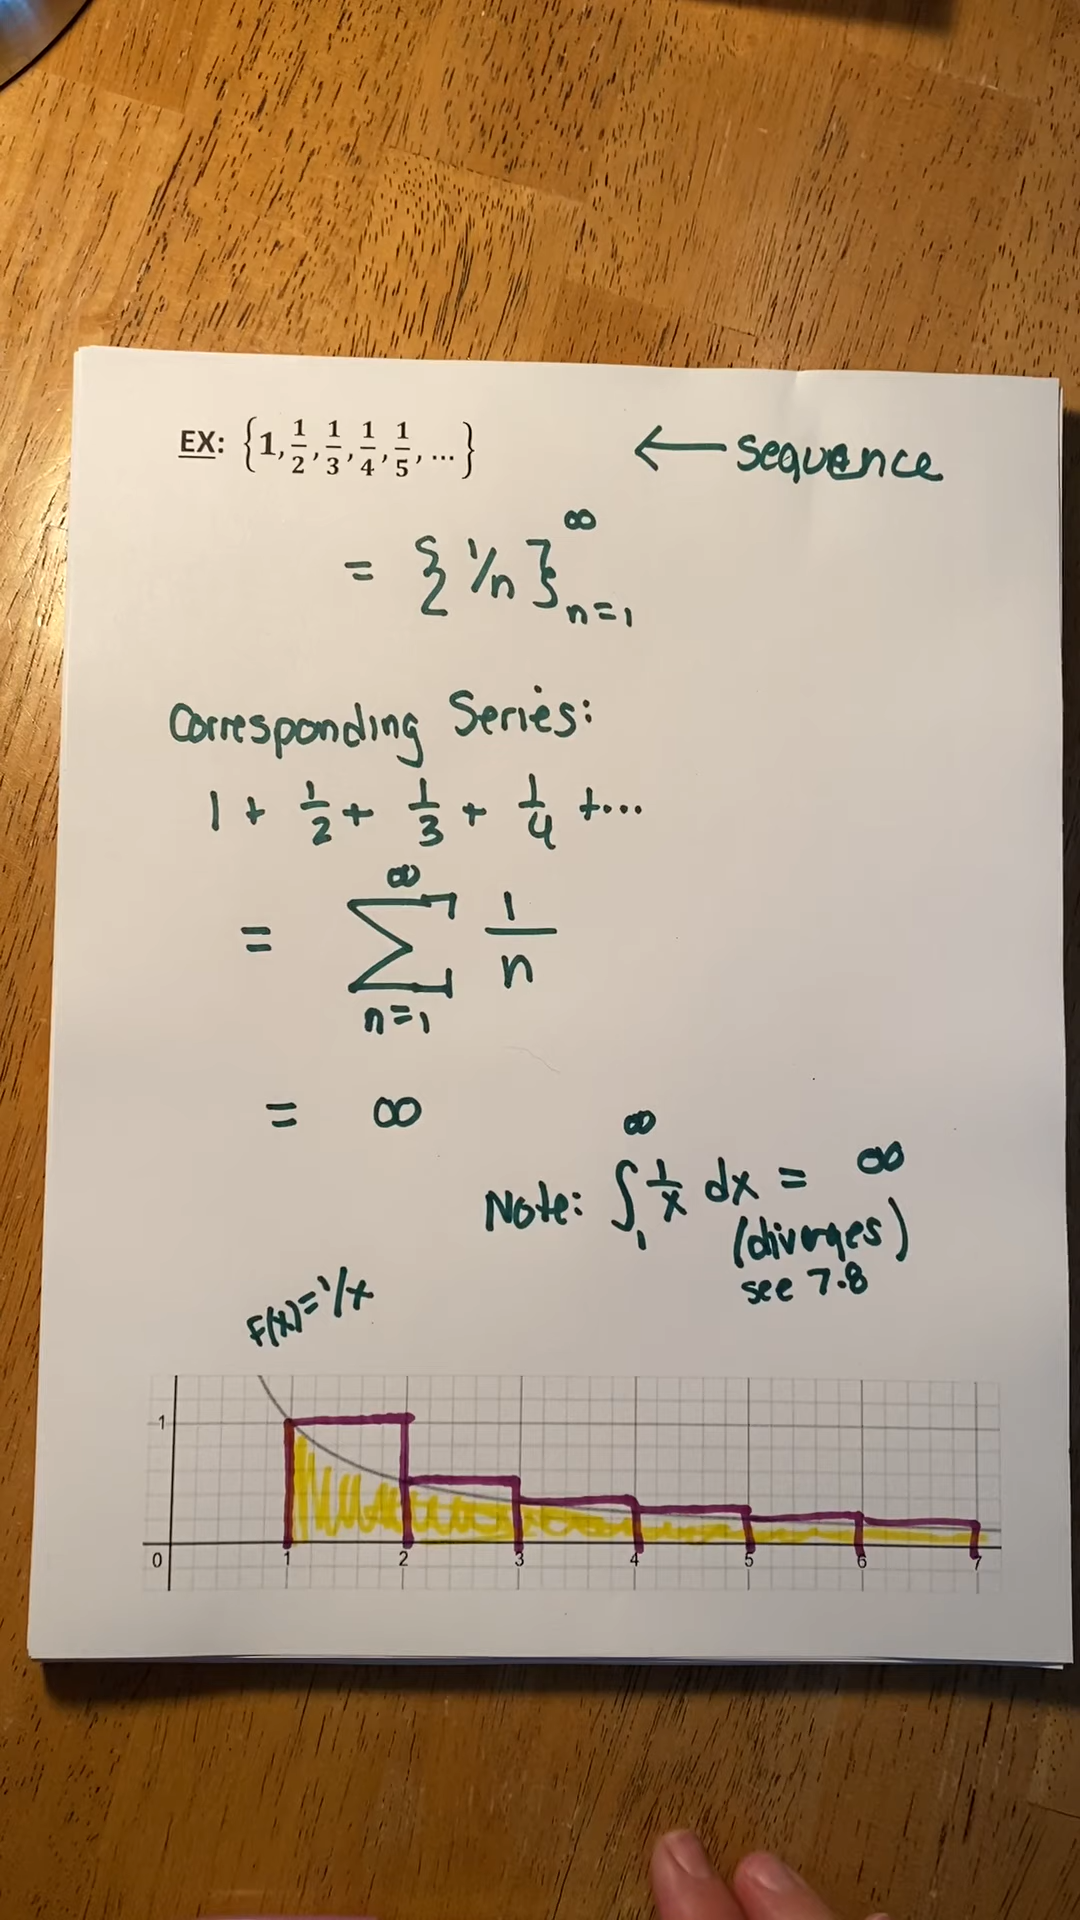 EX: {1, 1/2, 1/3, 1/4, 1/5, ...} ← sequence
= {1/n}^∞_{n=1}
Corresponding Series:
1 + 1/2 + 1/3 + 1/4 + ...
= ∞∑n=1 1/n
= ∞
Note: ∫_1^∞ 1/x dx = ∞
(diverges)
see 7.8
F(x)=1/x
1
0 1 2 3 4 5 6 7